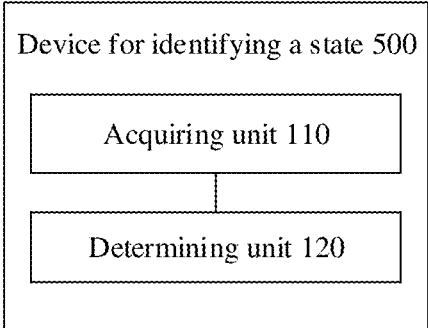 Device for identifying a state 500
Acquiring unit 110
Determining unit 120